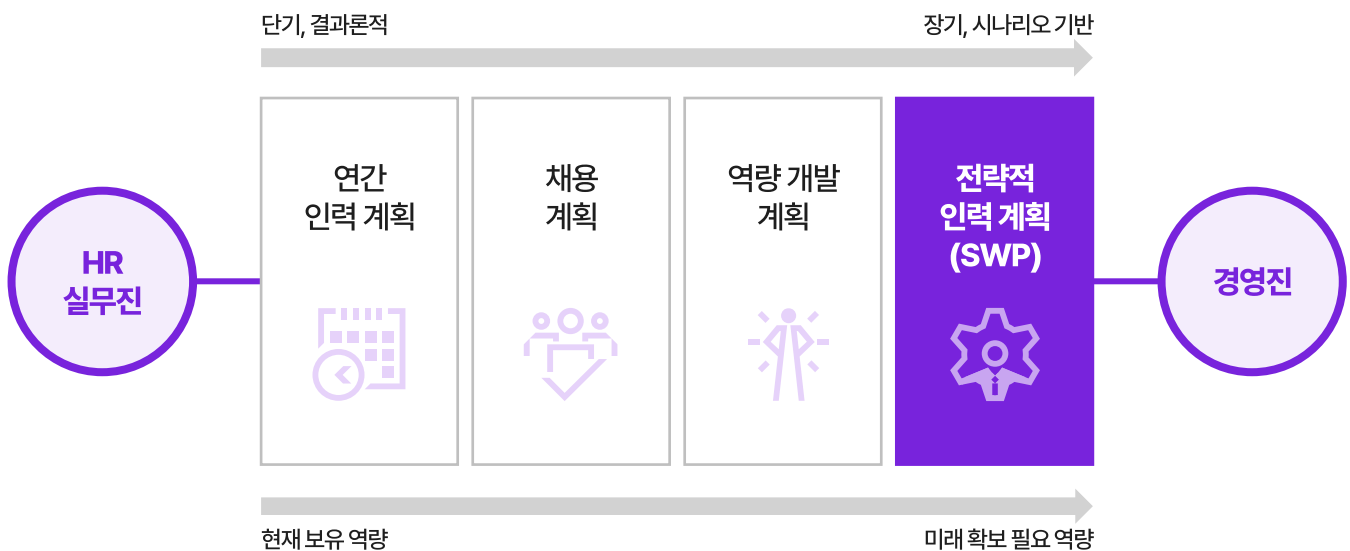 단기, 결과론적
장기, 시나리오 기반
HR
실무진
연간
인력 계획
채용
계획
역량 개발
계획
전략적
인력 계획
(SWP)
경영진
현재 보유 역량
미래 확보 필요 역량